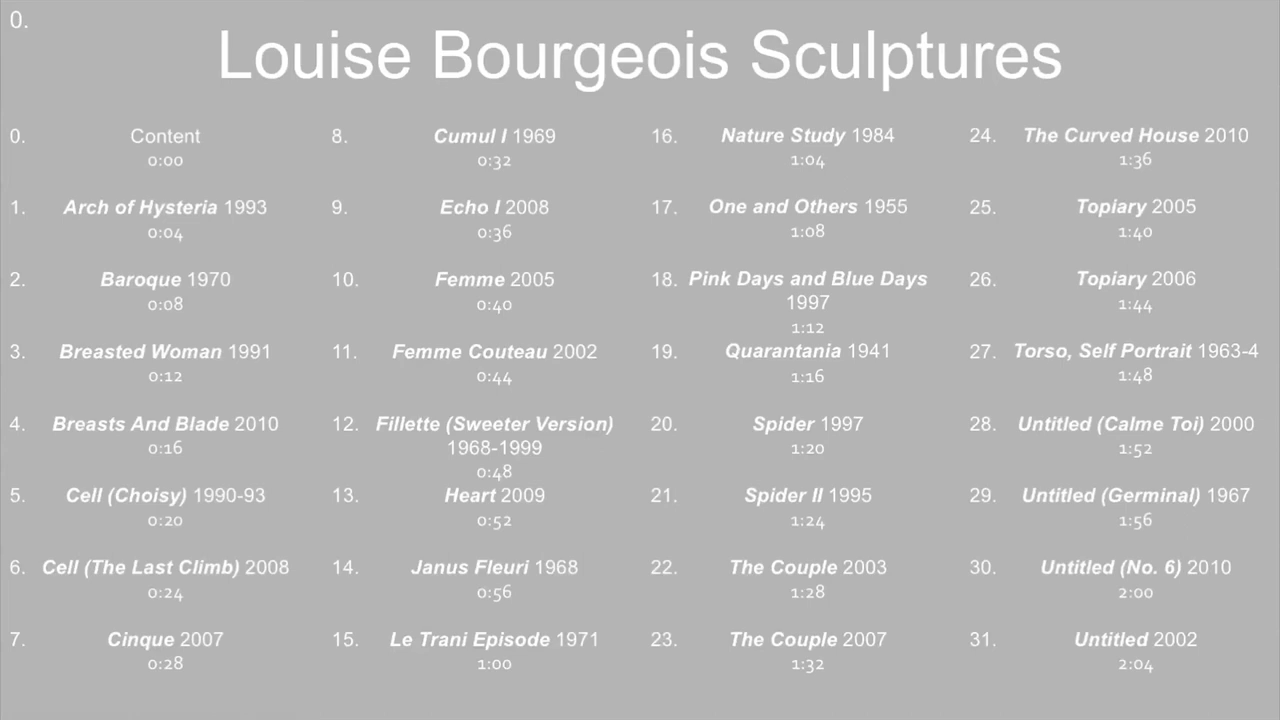 0.
Louise Bourgeois Sculptures
0. Content
0:00
1. Arch of Hysteria 1993
0:04
2. Baroque 1970
0:08
3. Breasted Woman 1991
0:12
4. Breasts And Blade 2010
0:16
5. Cell (Choisy) 1990-93
0:20
6. Cell (The Last Climb) 2008
0:24
7. Cinque 2007
0:28
8. Cumul I 1969
0:32
9. Echo I 2008
0:36
10. Femme 2005
0:40
11. Femme Couteau 2002
0:44
12. Fillette (Sweeter Version)
1968-1999
0:48
13. Heart 2009
0:52
14. Janus Fleuri 1968
0:56
15. Le Trani Episode 1971
1:00
16. Nature Study 1984
1:04
17. One and Others 1955
1:08
18. Pink Days and Blue Days
1997
1:12
19. Quarantania 1941
1:16
20. Spider 1997
1:20
21. Spider II 1995
1:24
22. The Couple 2003
1:28
23. The Couple 2007
1:32
24. The Curved House 2010
1:36
25. Topiary 2005
1:40
26. Topiary 2006
1:44
27. Torso, Self Portrait 1963-4
1:48
28. Untitled (Calme Toi) 2000
1:52
29. Untitled (Germinal) 1967
1:56
30. Untitled (No. 6) 2010
2:00
31. Untitled 2002
2:04